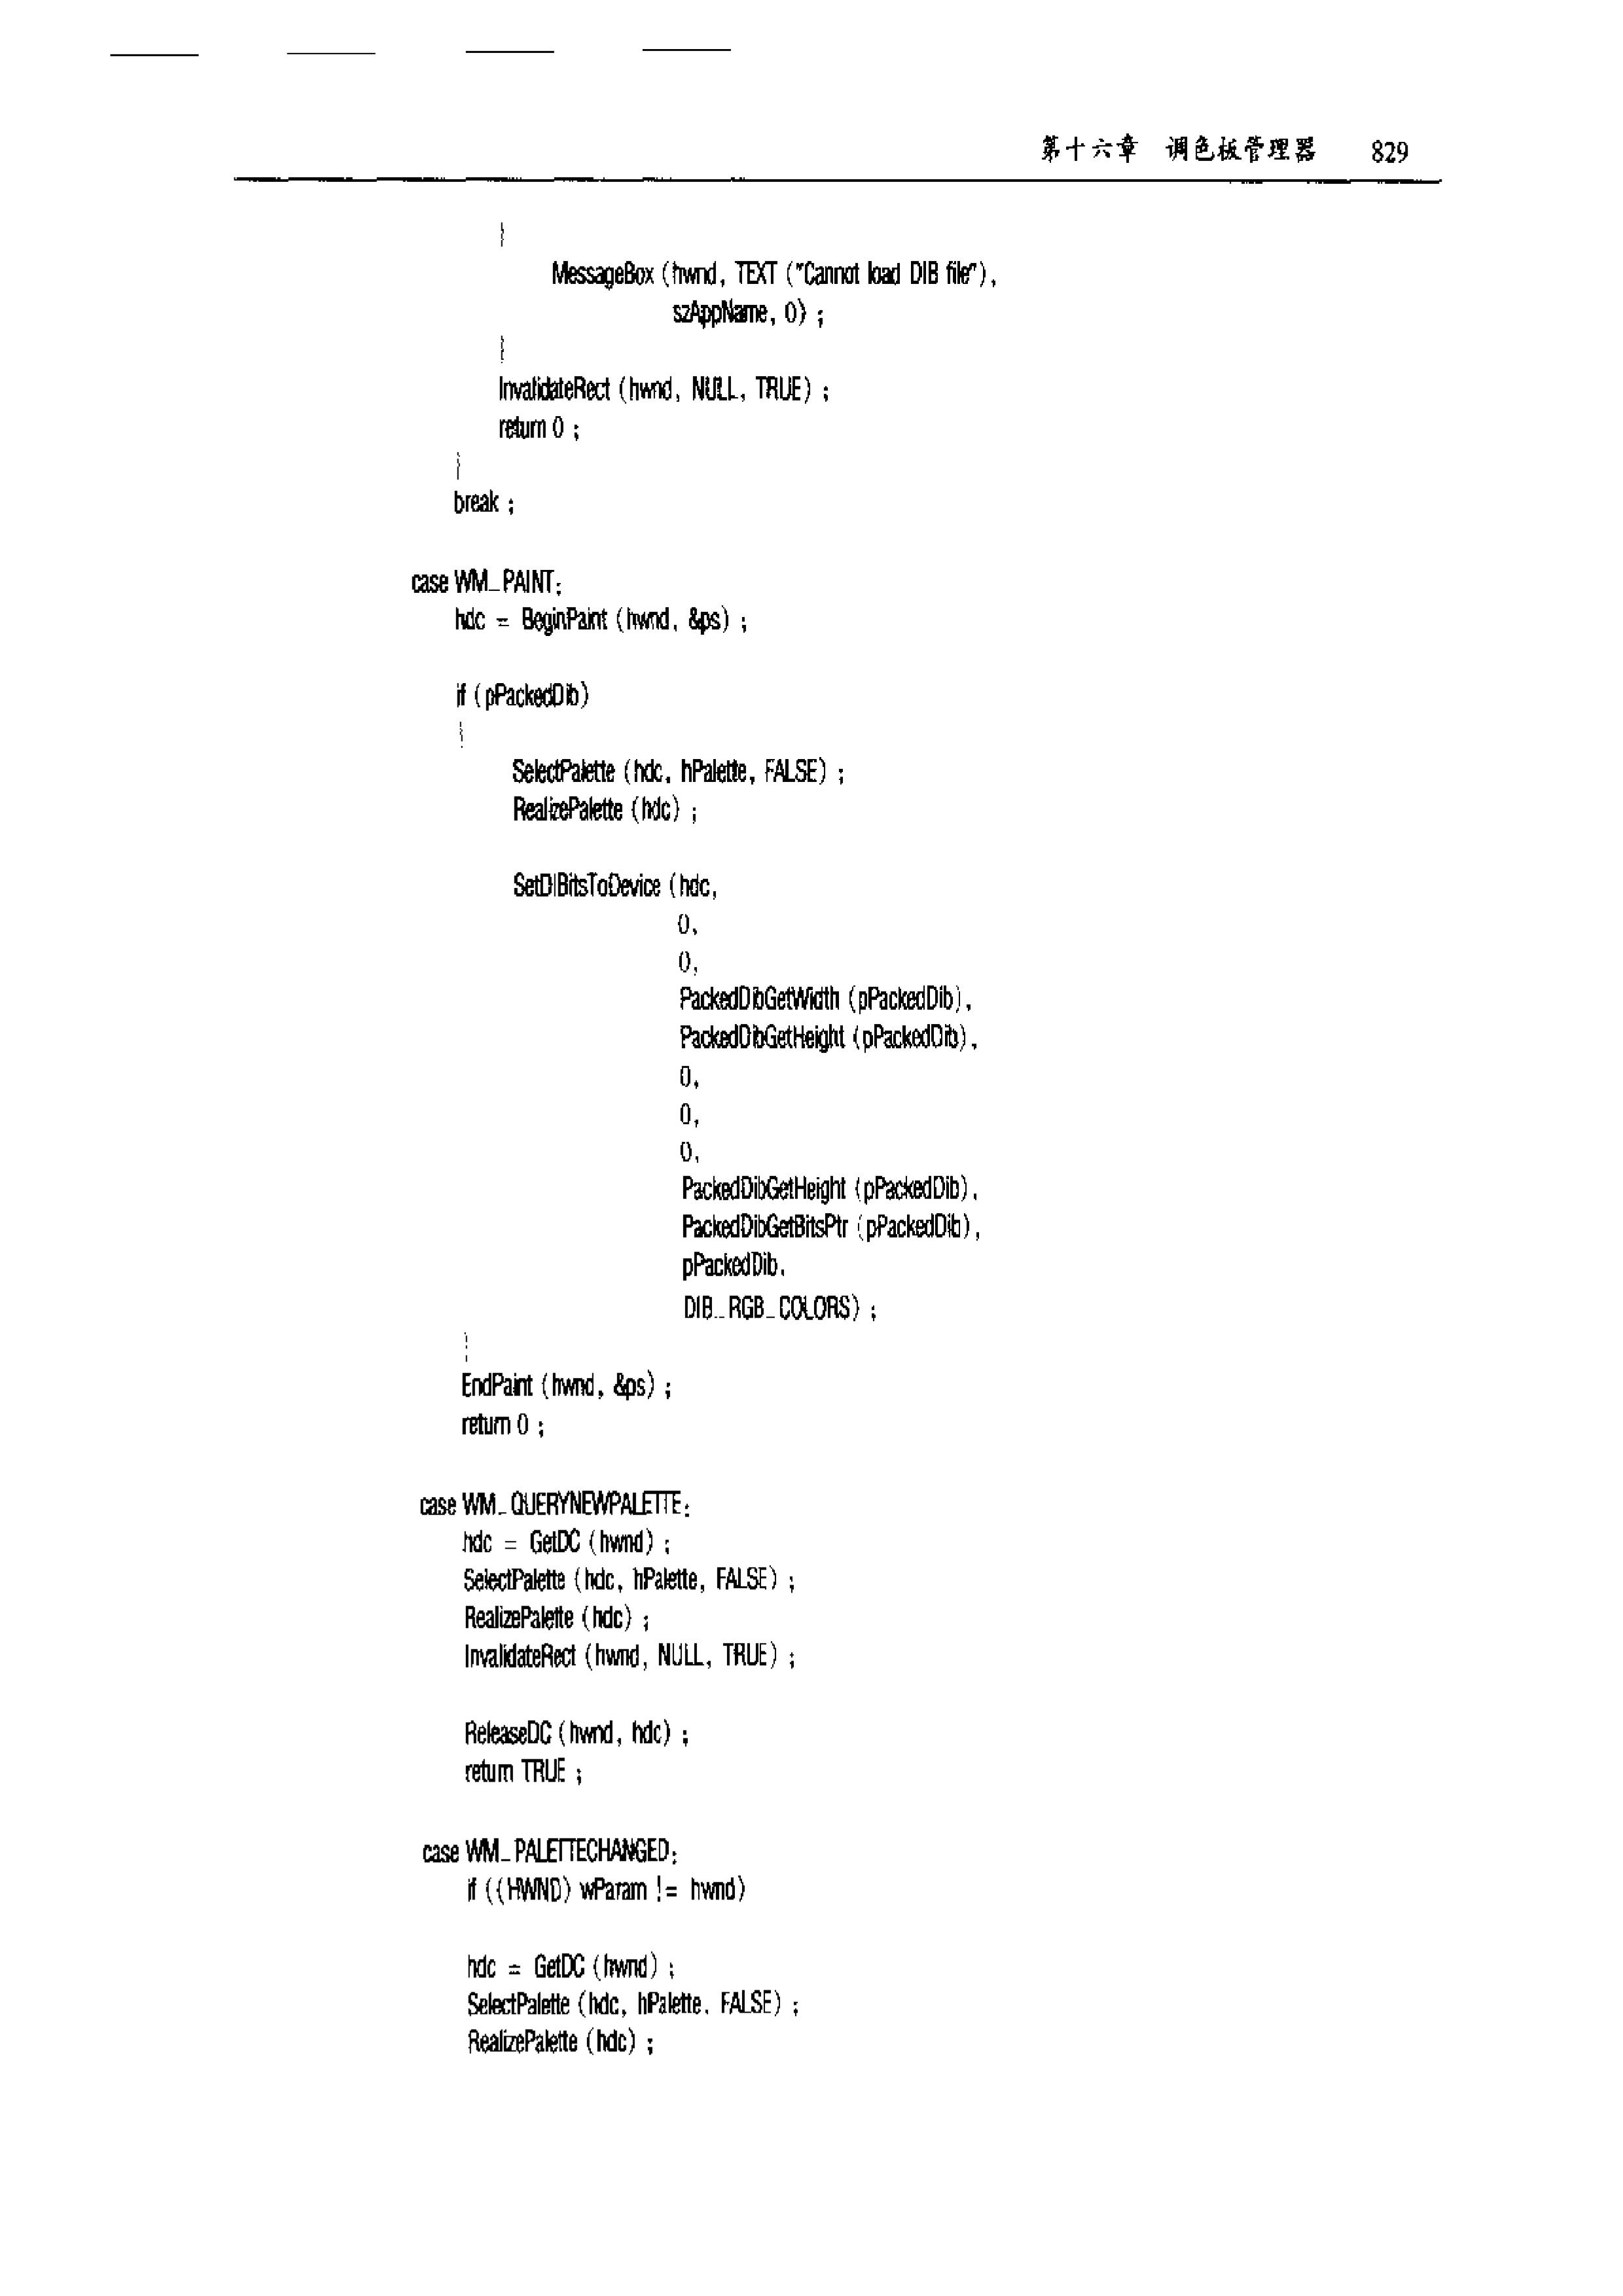 第十六章 调色板管理器 829
}
MessageBox (hwnd, TEXT ("Cannot load DIB file"),
szAppName, 0) ;
}
InvalidateRect (hwnd, NULL, TRUE) ;
return 0 ;
}
break ;
case WM_PAINT:
hdc = BeginPaint (hwnd, &ps) ;
if (pPackedDib)
{
SelectPalette (hdc, hPalette, FALSE) ;
RealizePalette (hdc) ;
SetDIBitsToDevice (hdc,
0,
0,
PackedDibGetWidth (pPackedDib),
PackedDibGetHeight (pPackedDib),
0,
0,
0,
PackedDibGetHeight (pPackedDib),
PackedDibGetBitsPtr (pPackedDib),
pPackedDib,
DIB_RGB_COLORS) ;
}
EndPaint (hwnd, &ps) ;
return 0 ;
case WM_QUERYNEWPALETTE:
hdc = GetDC (hwnd) ;
SelectPalette (hdc, hPalette, FALSE) ;
RealizePalette (hdc) ;
InvalidateRect (hwnd, NULL, TRUE) ;
ReleaseDC (hwnd, hdc) ;
return TRUE ;
case WM_PALETTECHANGED:
if ((HWND) wParam != hwnd)
hdc = GetDC (hwnd) ;
SelectPalette (hdc, hPalette, FALSE) ;
RealizePalette (hdc) ;